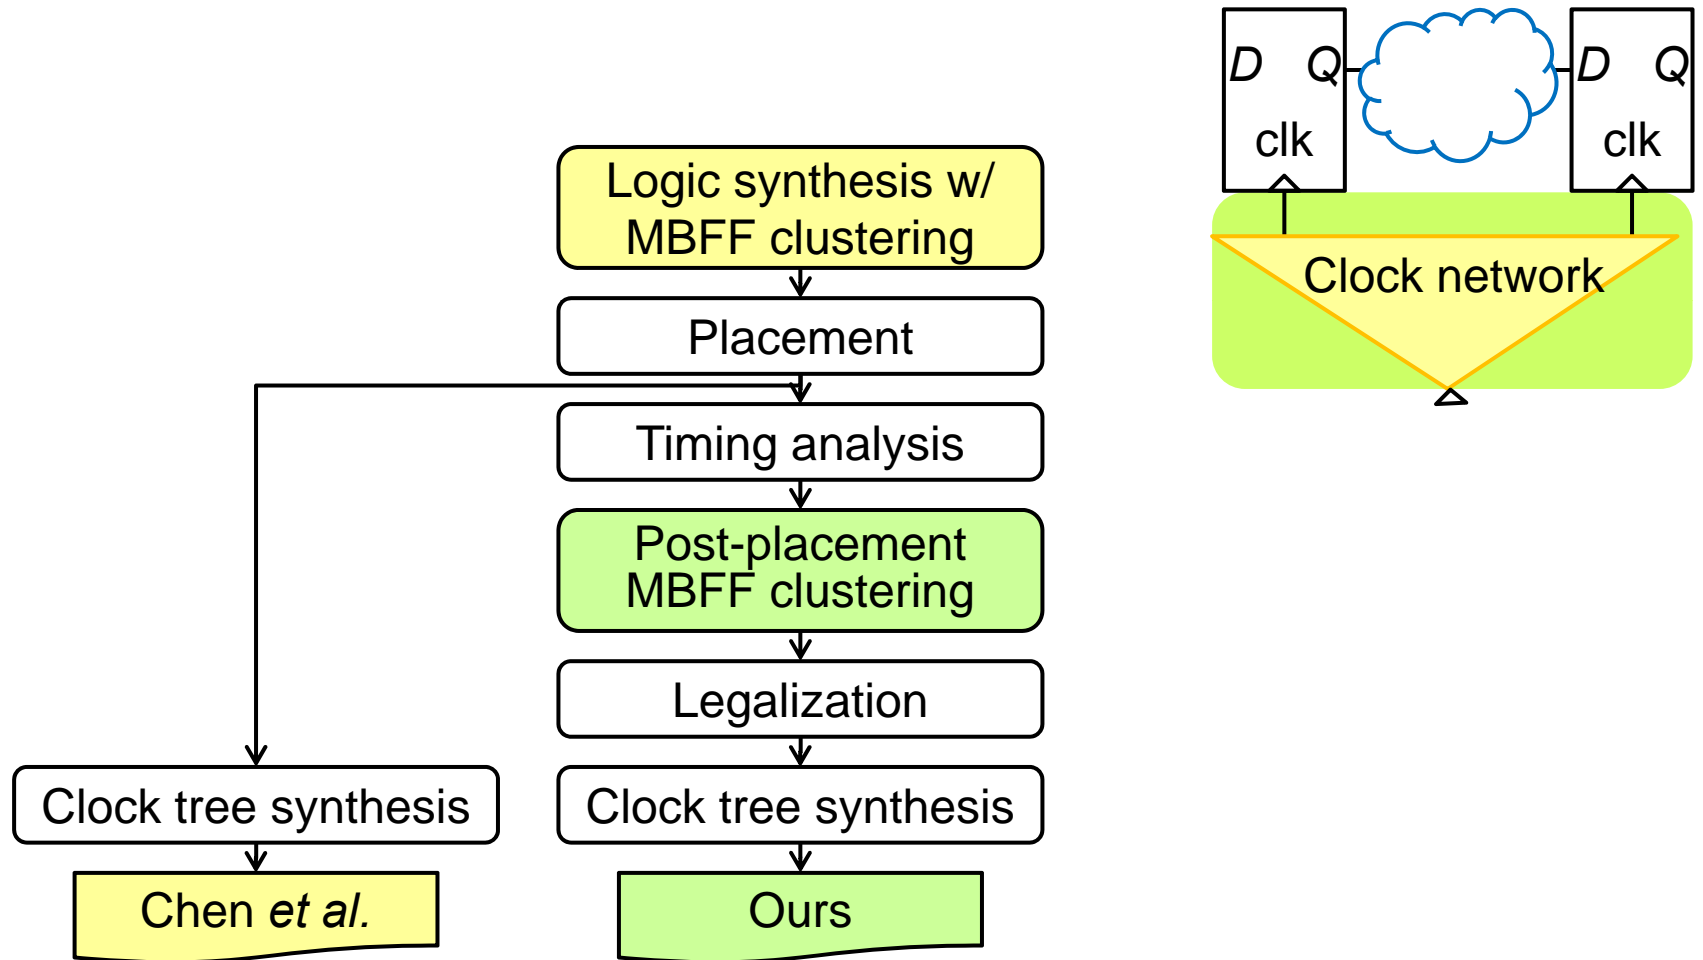 D Q
D Q
clk
clk
Clock network
Logic synthesis w/
MBFF clustering
Placement
Timing analysis
Post-placement
MBFF clustering
Legalization
Clock tree synthesis
Clock tree synthesis
Chen et al.
Ours